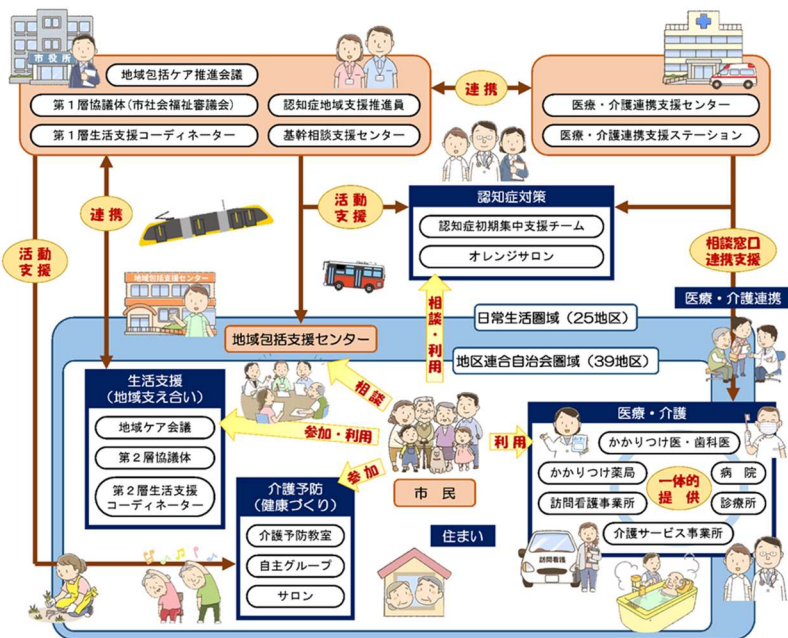 市役所
地域包括ケア推進会議
第1層協議体(市社会福祉審議会)
認知症地域支援推進員
第1層生活支援コーディネーター
基幹相談支援センター
連携
医療・介護連携支援センター
医療・介護連携支援ステーション
活動
支援
連携
活動
支援
認知症対策
認知症初期集中支援チーム
オレンジサロン
相談窓口
連携支援
地域包括支援センター
医療・介護連携
日常生活圏域(25地区)
地域包括支援センター
地区連合自治会圏域(39地区)
相談・利用
生活支援
(地域支え合い)
地域ケア会議
第2層協議体
第2層生活支援
コーディネーター
相談
参加・利用
利用
参加
市民
医療・介護
かかりつけ医・歯科医
かかりつけ薬局
病院
一体的
提供
訪問看護事業所
診療所
介護サービス事業所
介護予防
(健康づくり)
介護予防教室
自主グループ
サロン
住まい
訪問看護